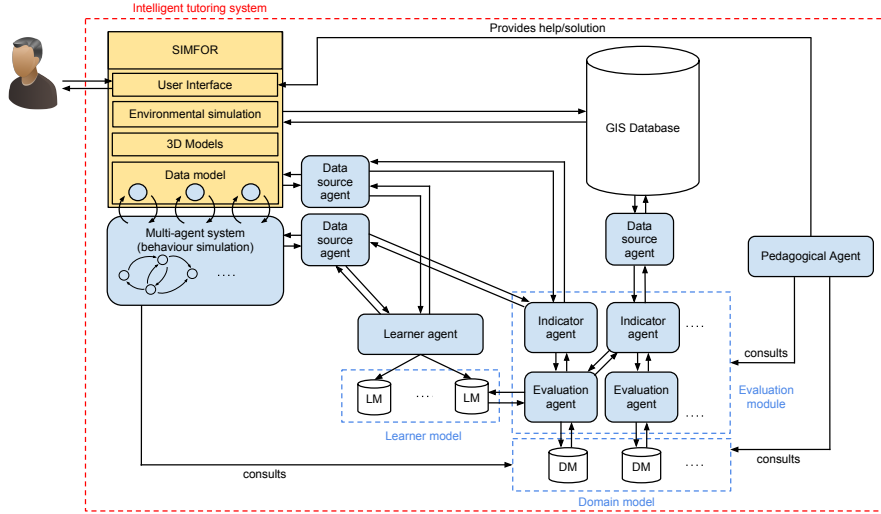 Intelligent tutoring system
Provides help/solution
SIMFOR
User Interface
Environmental simulation
3D Models
Data model
GIS Database
Data
source
agent
Multi-agent system
(behaviour simulation)
....
Data
source
agent
Data
source agent
Pedagogical Agent
Indicator
agent
Indicator
agent
....
Learner agent
consults
Evaluation
agent
Evaluation
agent
....
Evaluation
module
LM
....
LM
Learner model
consults
DM
DM
....
consults
Domain model